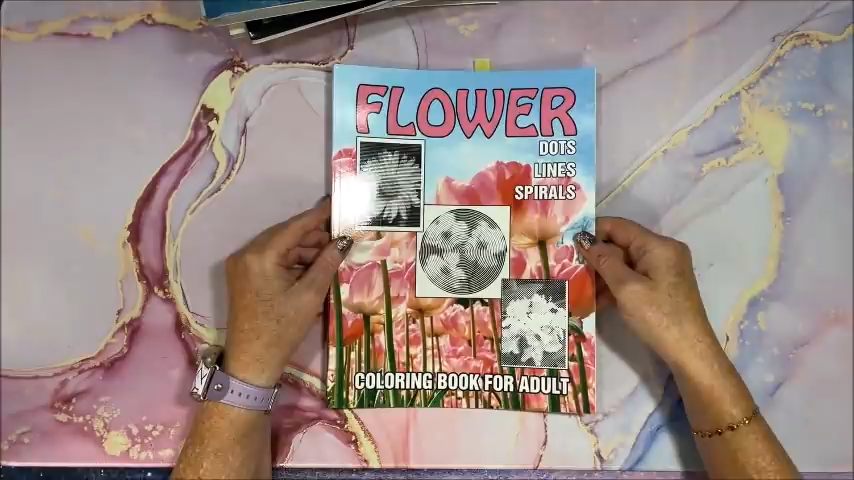 FLOWER
DOTS
LINES
SPIRALS
COLORING BOOK FOR ADULT